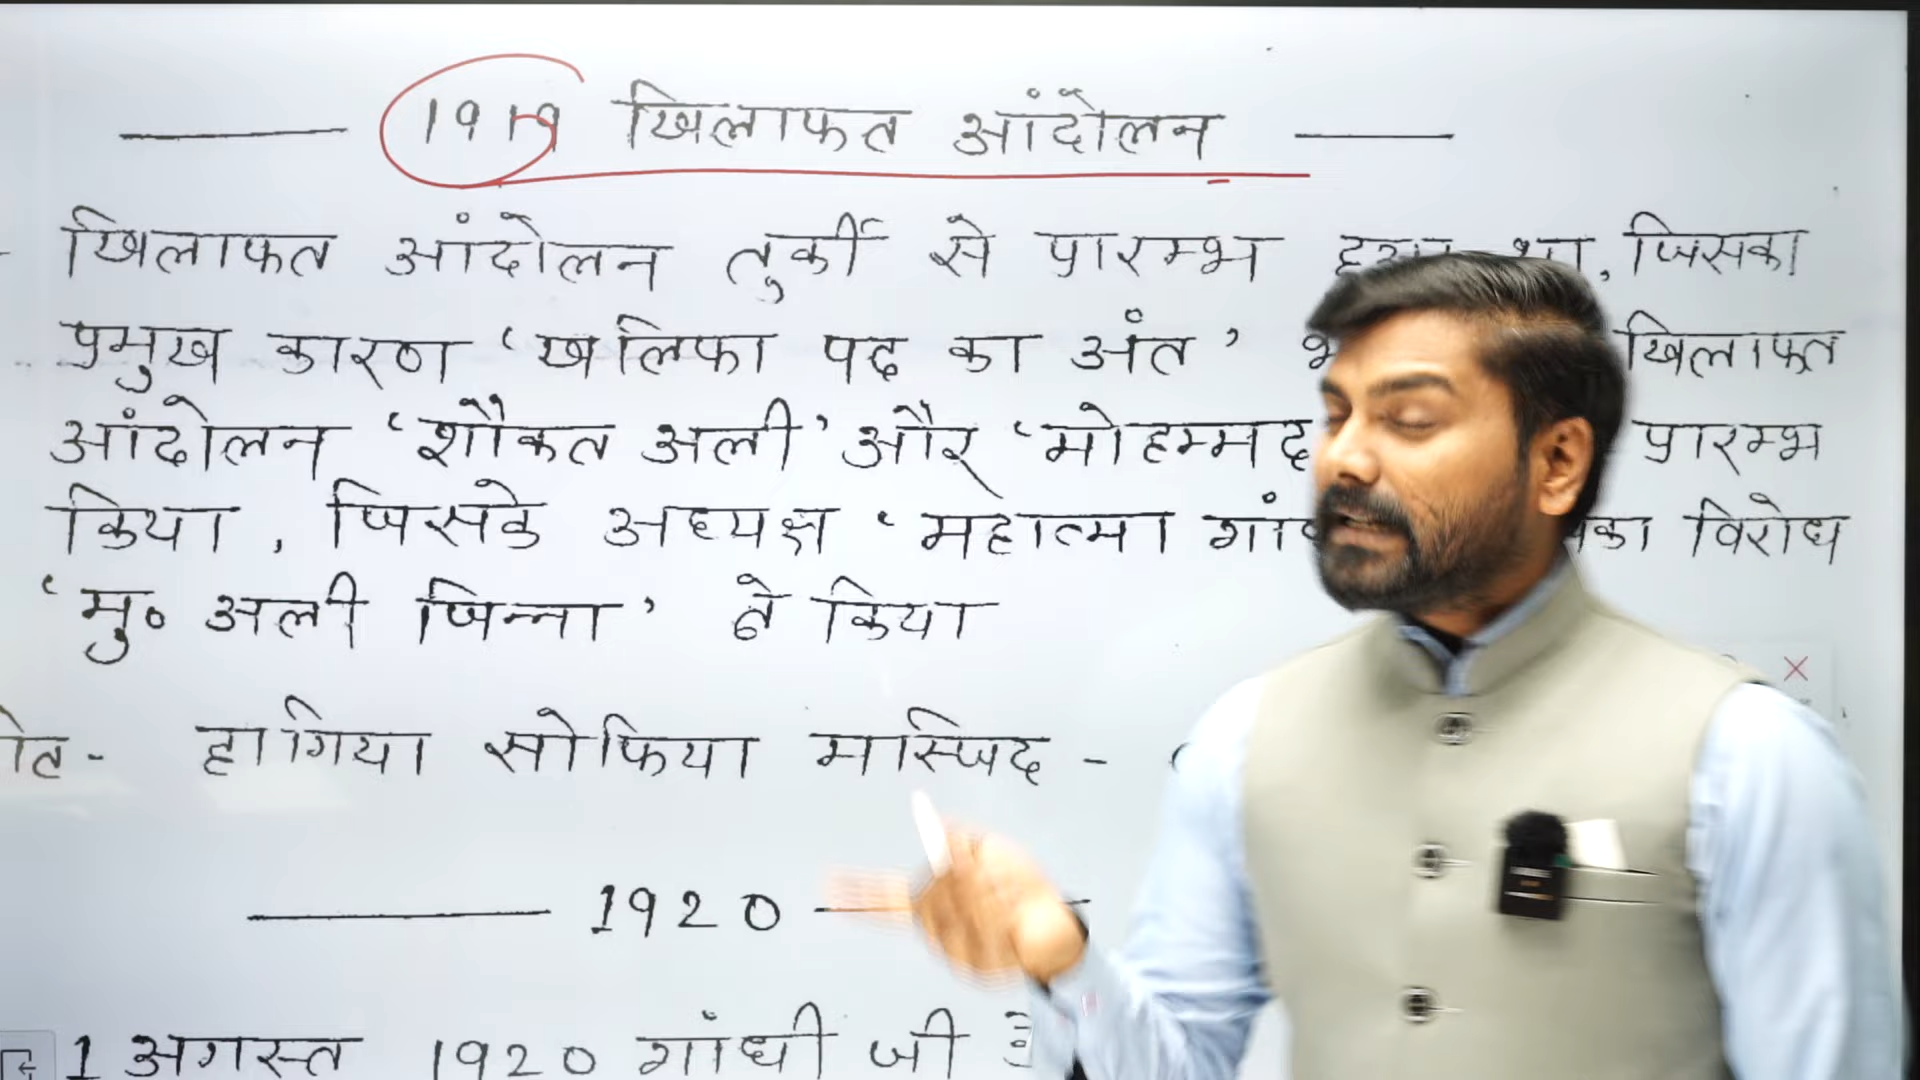 1919 खिलाफत आंदोलन
खिलाफत आंदोलन तुर्की से प्रारम्भ , जिसका
प्रमुख कारण ‘खलिफा पद का अंत’ खिलाफत
आंदोलन ‘शौकत अली’ और ‘मोहम्मद प्रारम्भ
किया , जिसके अध्यक्ष ‘महात्मा विरोध
‘मु० अली जिन्ना’ ने किया
हागिया सोफिया मस्जिद -
1920
1 अगस्त 1920 गांधी जी